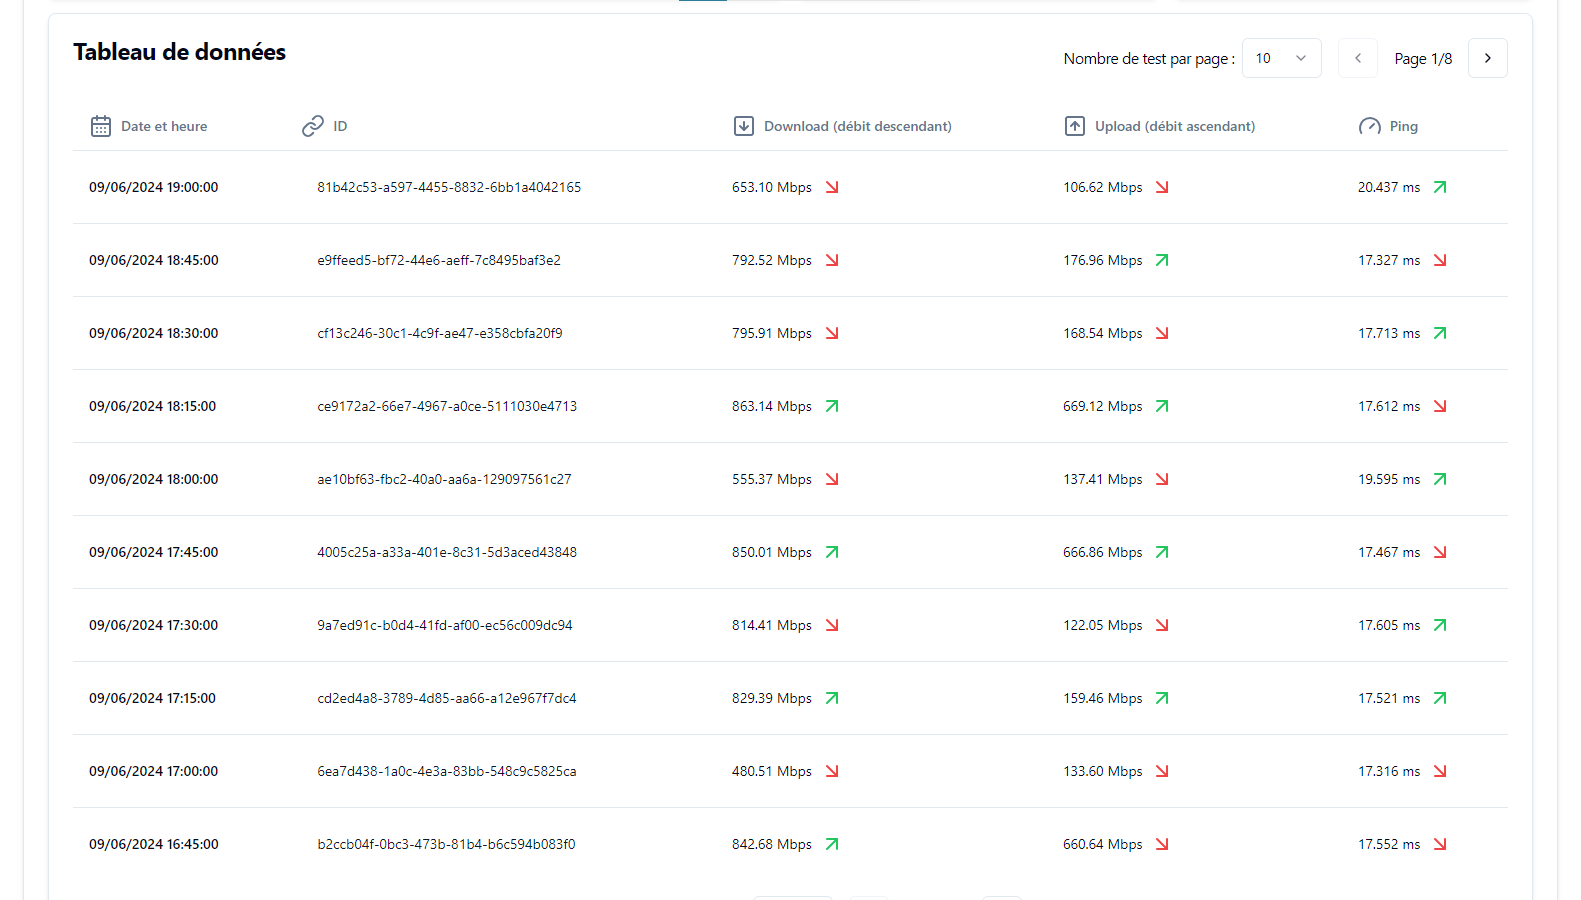 Tableau de données
Nombre de test par page : 10 Page 1/8
Date et heure ID Download (débit descendant) Upload (débit ascendant) Ping
09/06/2024 19:00:00 81b42c53-a597-4455-8832-6bb1a4042165 653.10 Mbps 106.62 Mbps 20.437 ms
09/06/2024 18:45:00 e9ffeed5-bf72-44e6-aeff-7c8495baf3e2 792.52 Mbps 176.96 Mbps 17.327 ms
09/06/2024 18:30:00 cf13c246-30c1-4c9f-ae47-e358cbfa20f9 795.91 Mbps 168.54 Mbps 17.713 ms
09/06/2024 18:15:00 ce9172a2-66e7-4967-a0ce-5111030e4713 863.14 Mbps 669.12 Mbps 17.612 ms
09/06/2024 18:00:00 ae10bf63-fbc2-40a0-aa6a-129097561c27 555.37 Mbps 137.41 Mbps 19.595 ms
09/06/2024 17:45:00 4005c25a-a33a-401e-8c31-5d3aced43848 850.01 Mbps 666.86 Mbps 17.467 ms
09/06/2024 17:30:00 9a7ed91c-b0d4-41fd-af00-ec56c009dc94 814.41 Mbps 122.05 Mbps 17.605 ms
09/06/2024 17:15:00 cd2ed4a8-3789-4d85-aa66-a12e967f7dc4 829.39 Mbps 159.46 Mbps 17.521 ms
09/06/2024 17:00:00 6ea7d438-1a0c-4e3a-83bb-548c9c5825ca 480.51 Mbps 133.60 Mbps 17.316 ms
09/06/2024 16:45:00 b2ccb04f-0bc3-473b-81b4-b6c594b083f0 842.68 Mbps 660.64 Mbps 17.552 ms